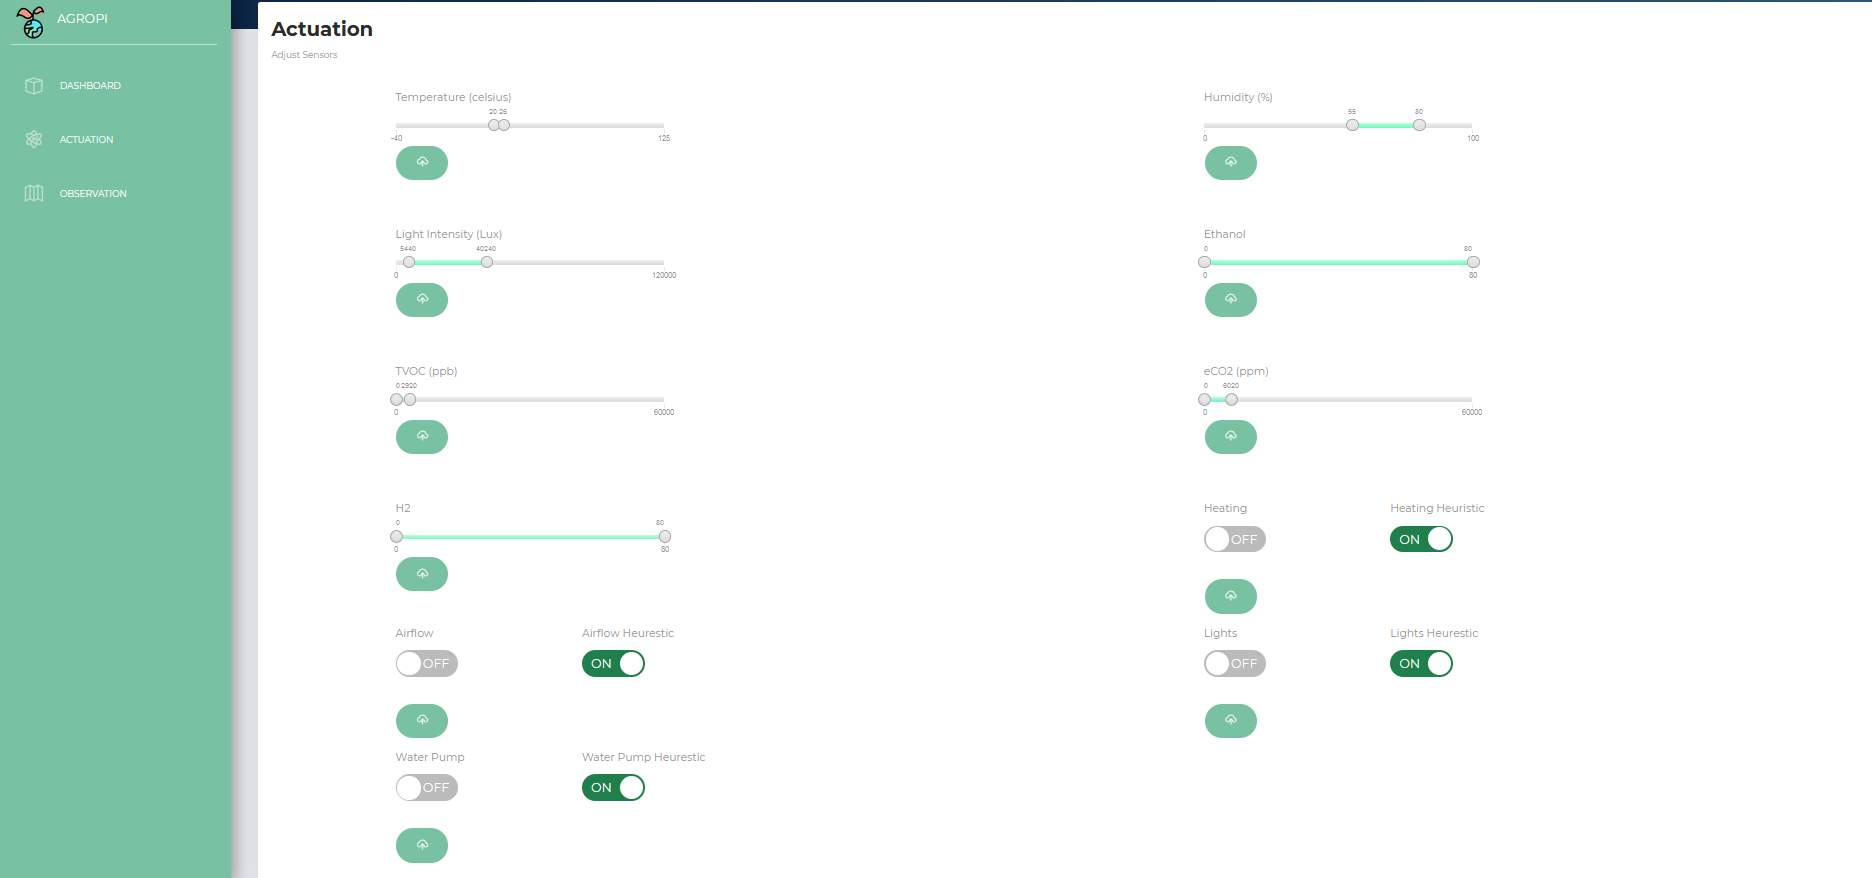 AGROPI
DASHBOARD
ACTUATION
OBSERVATION
Actuation
Adjust Sensors
Temperature (celsius)
20 26
-40 125
Humidity (%)
55 80
0 100
Light Intensity (Lux)
5440 40240
0 120000
Ethanol
0 80
0 80
TVOC (ppb)
0 2920
0 60000
eCO2 (ppm)
0 6020
0 60000
H2
0 80
0 80
Heating Heating Heuristic
OFF ON
Airflow Airflow Heurestic
OFF ON
Lights Lights Heurestic
OFF ON
Water Pump Water Pump Heurestic
OFF ON